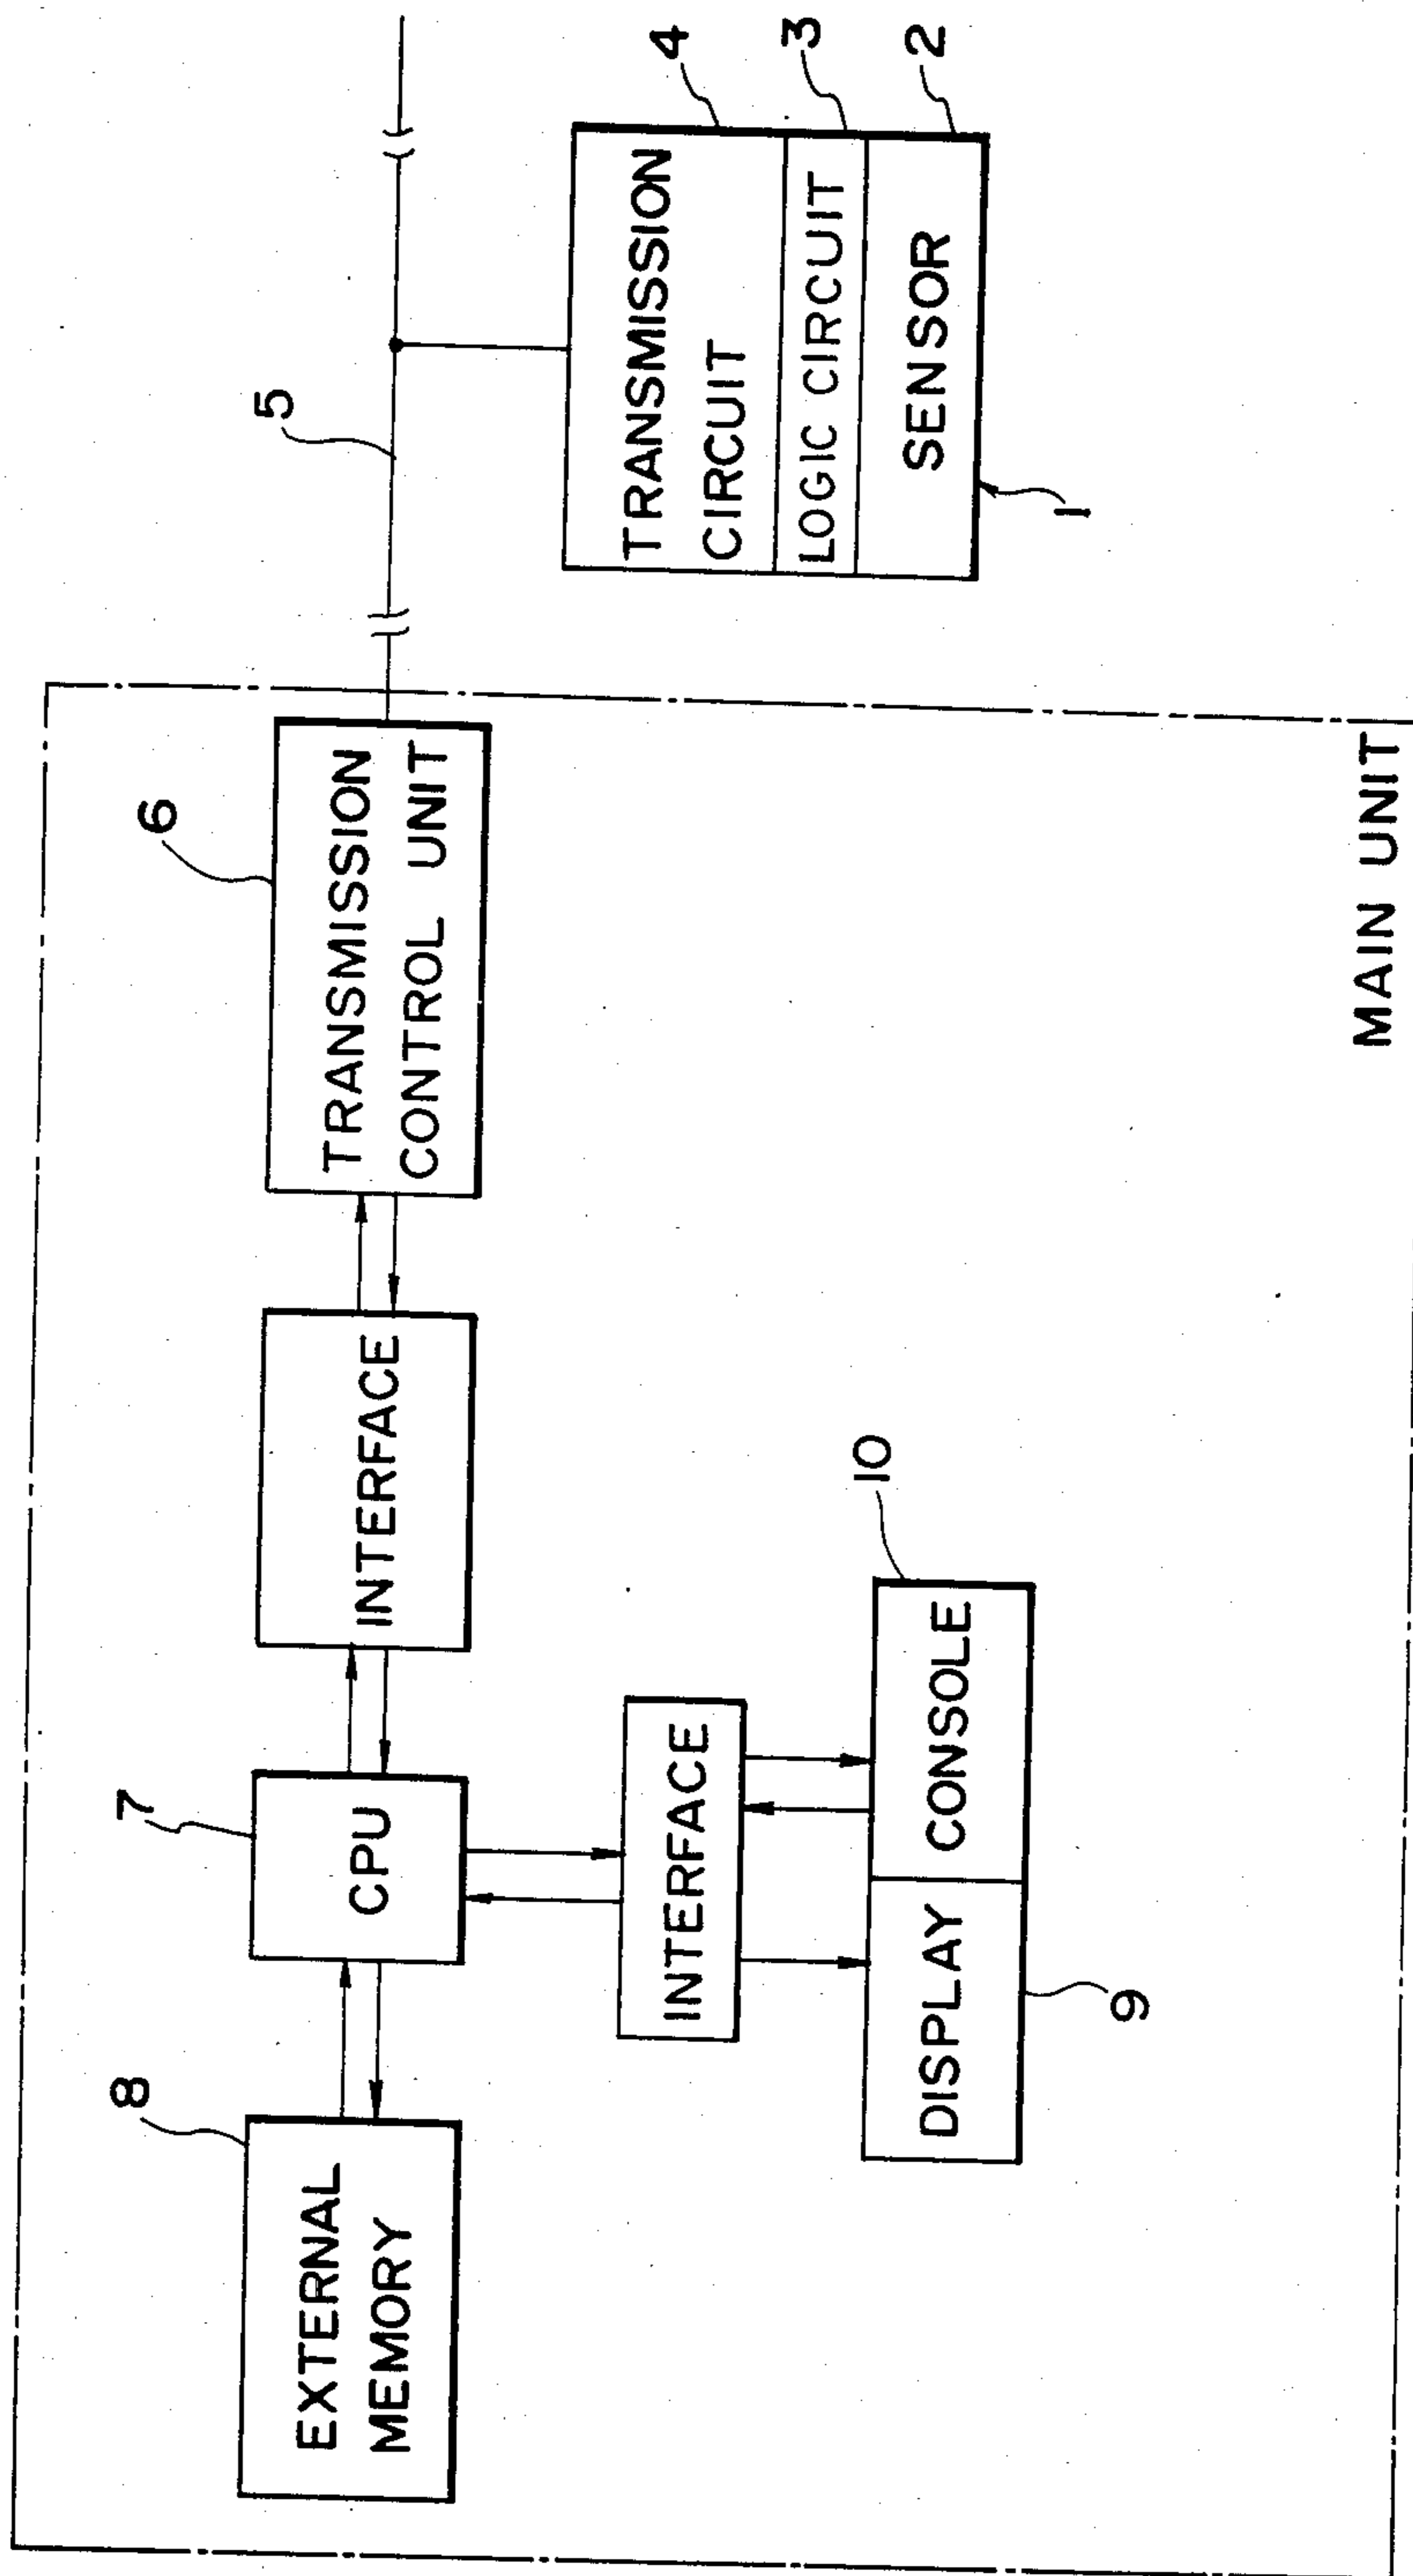 8
EXTERNAL
MEMORY
7
CPU
INTERFACE
6
TRANSMISSION
CONTROL UNIT
5
4
TRANSMISSION
CIRCUIT
3
LOGIC CIRCUIT
2
SENSOR
1
INTERFACE
10
DISPLAY
CONSOLE
9
MAIN UNIT